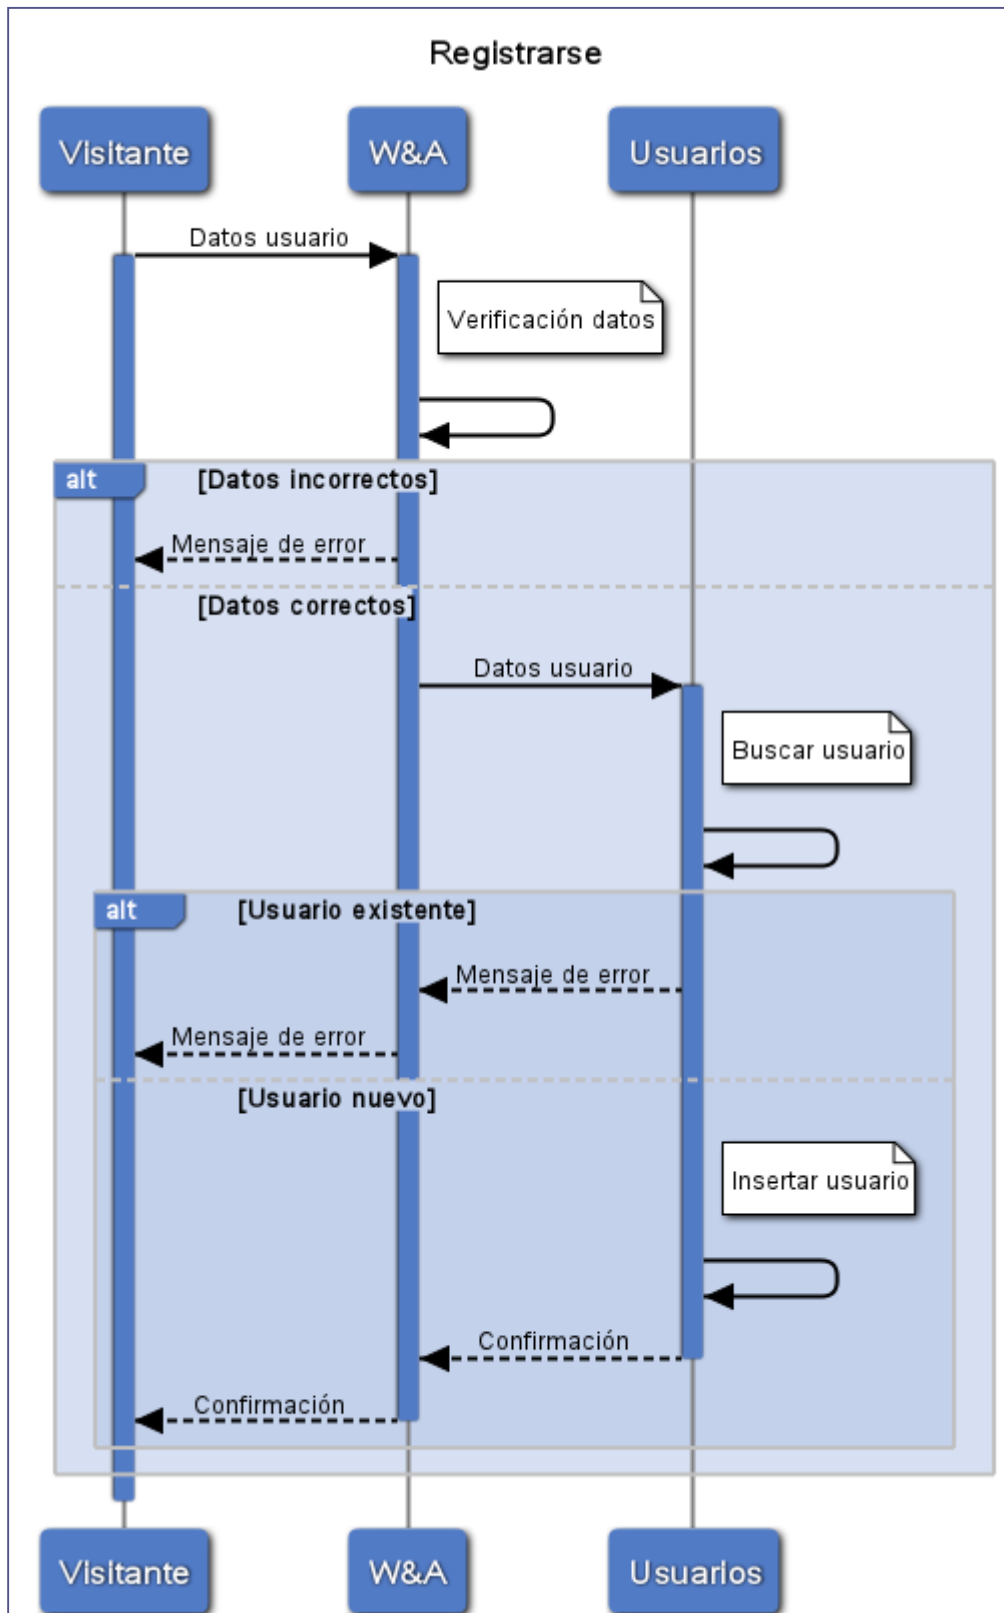 Registrarse
Visitante
W&A
Usuarios
Datos usuario
Verificación datos
alt
[Datos incorrectos]
Mensaje de error
[Datos correctos]
Datos usuario
Buscar usuario
alt
[Usuario existente]
Mensaje de error
Mensaje de error
[Usuario nuevo]
Insertar usuario
Confirmación
Confirmación
Visitante
W&A
Usuarios